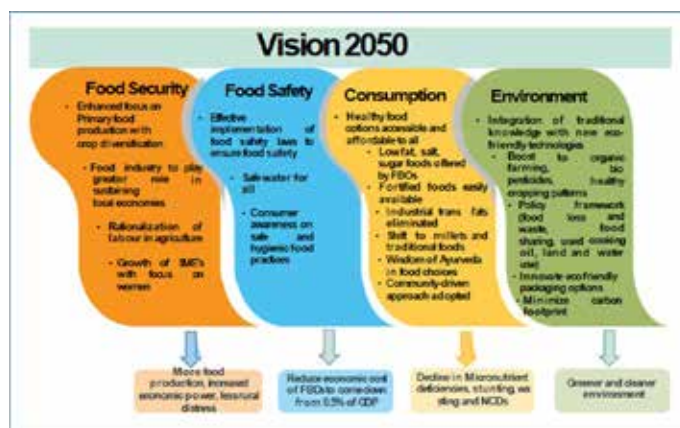 Vision 2050
Food Security
- Enhanced focus on
Primary food
production with
crop diversification
- Food industry to play
greater role in
sustaining
local economies
- Rationalization of
labour in agriculture
- Growth of
with focus on
women
Food Safety
- Effective
implementation of
food safety laws to
ensure food safety
- Safe water for
all
- Consumer
awareness on
safe and
hygienic food
practices
Consumption
- Healthy food
options accessible and
affordable to all
- Low fat, salt,
sugar foods offered
by FBOs
- Fortified foods easily
available
- Industrial trans fats
eliminated
- Shift to millets and
traditional foods
- Wisdom of Ayurveda
in food choices
- Community-driven
approach adopted
Environment
- Integration of traditional
knowledge with new eco-
friendly technologies
- Boost to organic
farming, bio
pesticides, healthy
cropping patterns
- Policy framework
(food loss and
waste, food
sharing, used cooking
oil, land and water
use)
- Innovate eco friendly
packaging options
- Minimize carbon
footprint
More food
production, increased
economic power, less rural
distress
Reduce economic cost
of FBDs to come down
from 0.5% of GDP
Decline in Micronutrient
deficiencies, stunting, wa
sting and NCDs
Greener and cleaner
environment